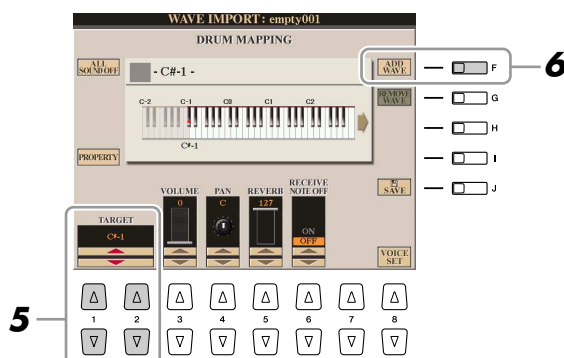 WAVE IMPORT: empty001
DRUM MAPPING
ALL
SOUND OFF
- C#-1 -
ADD
WAVE
F
6
REMOVE
WAVE
G
C-2 C-1 C0 C1 C2
H
C#-1
PROPERTY
I
SAVE
J
VOLUME PAN REVERB RECEIVE
NOTE OFF
0 C 127
ON
OFF
TARGET
C#-1
VOICE
SET
5
1 2 3 4 5 6 7 8